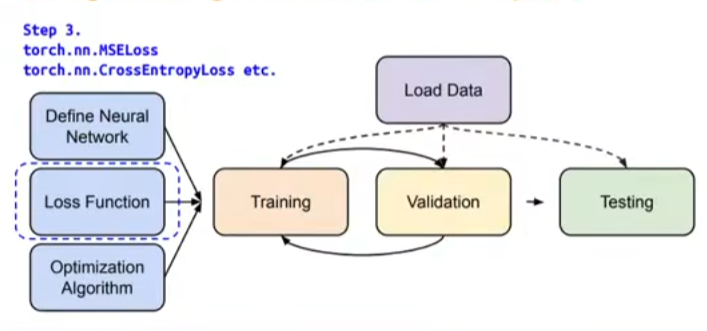 Step 3.
torch.nn.MSELoss
torch.nn.CrossEntropyLoss etc.
Load Data
Define Neural
Network
Loss Function
Training
Validation
Testing
Optimization
Algorithm